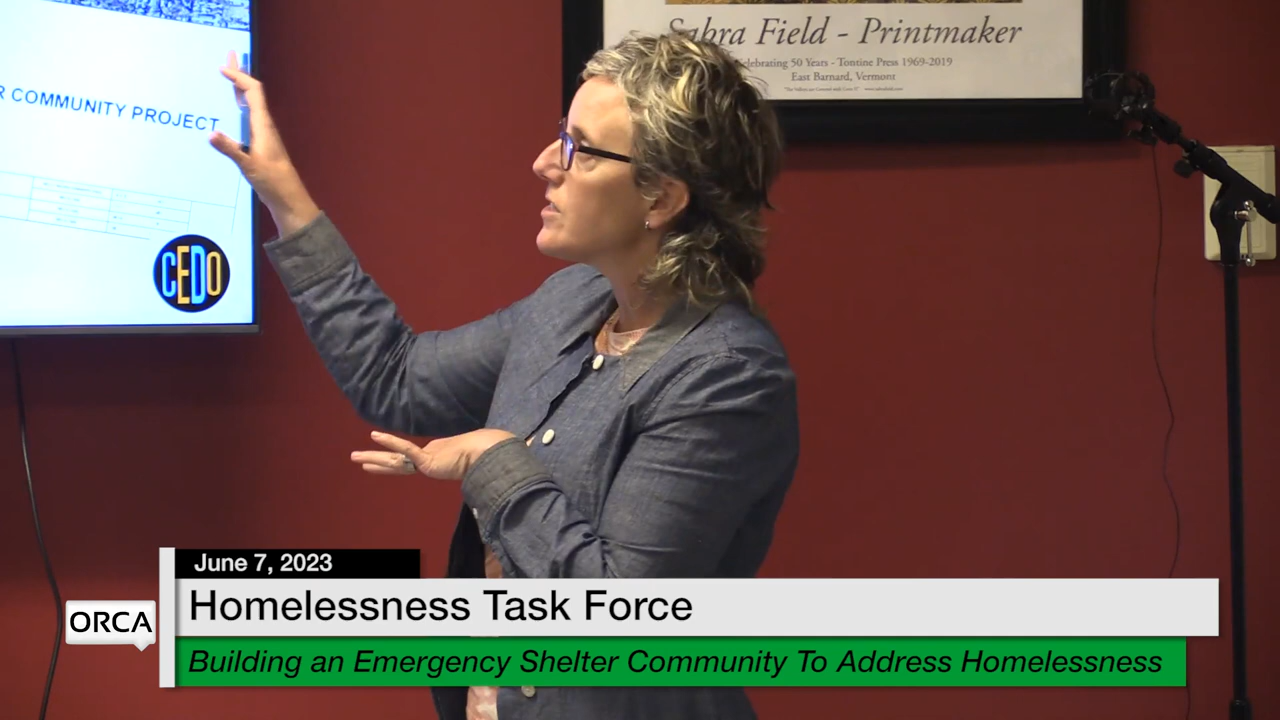 Sabra Field - Printmaker
Celebrating 50 Years - Tontine Press 1969-2019
East Barnard, Vermont
R COMMUNITY PROJECT
CEDO
June 7, 2023
Homelessness Task Force
ORCA
Building an Emergency Shelter Community To Address Homelessness